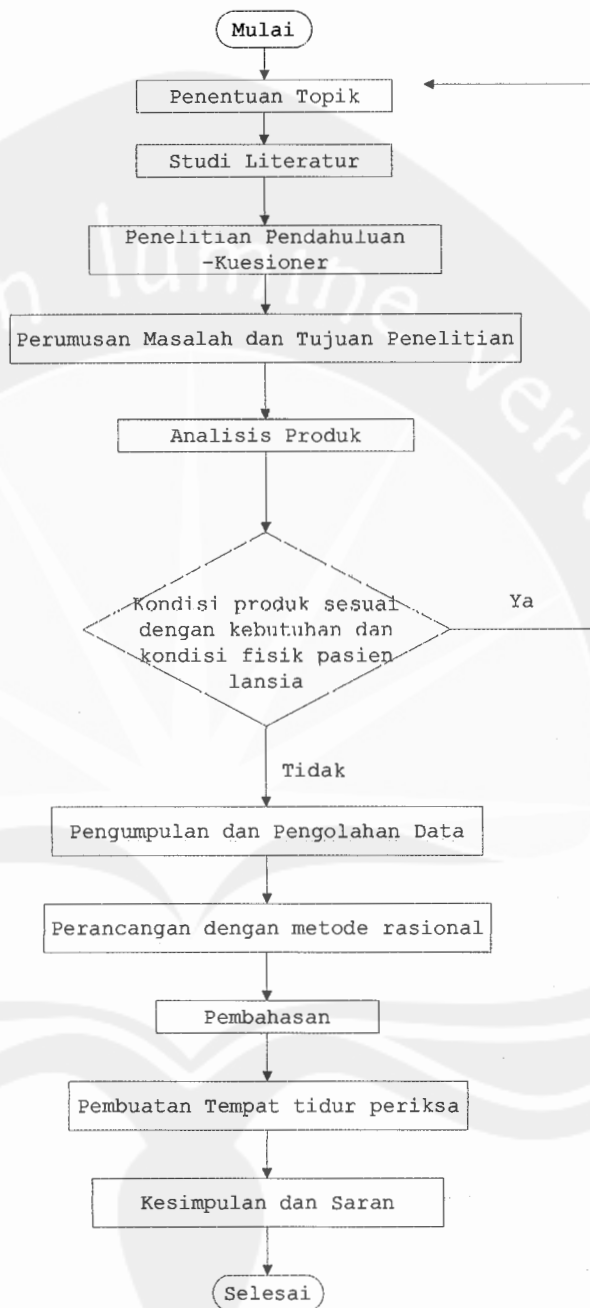 Mulai
Penentuan Topik
Studi Literatur
Penelitian Pendahuluan
-Kuesioner
Perumusan Masalah dan Tujuan Penelitian
Analisis Produk
Kondisi produk sesuai
dengan kebutuhan dan
kondisi fisik pasien
lansia
Ya
Tidak
Pengumpulan dan Pengolahan Data
Perancangan dengan metode rasional
Pembahasan
Pembuatan Tempat tidur periksa
Kesimpulan dan Saran
Selesai
lumine